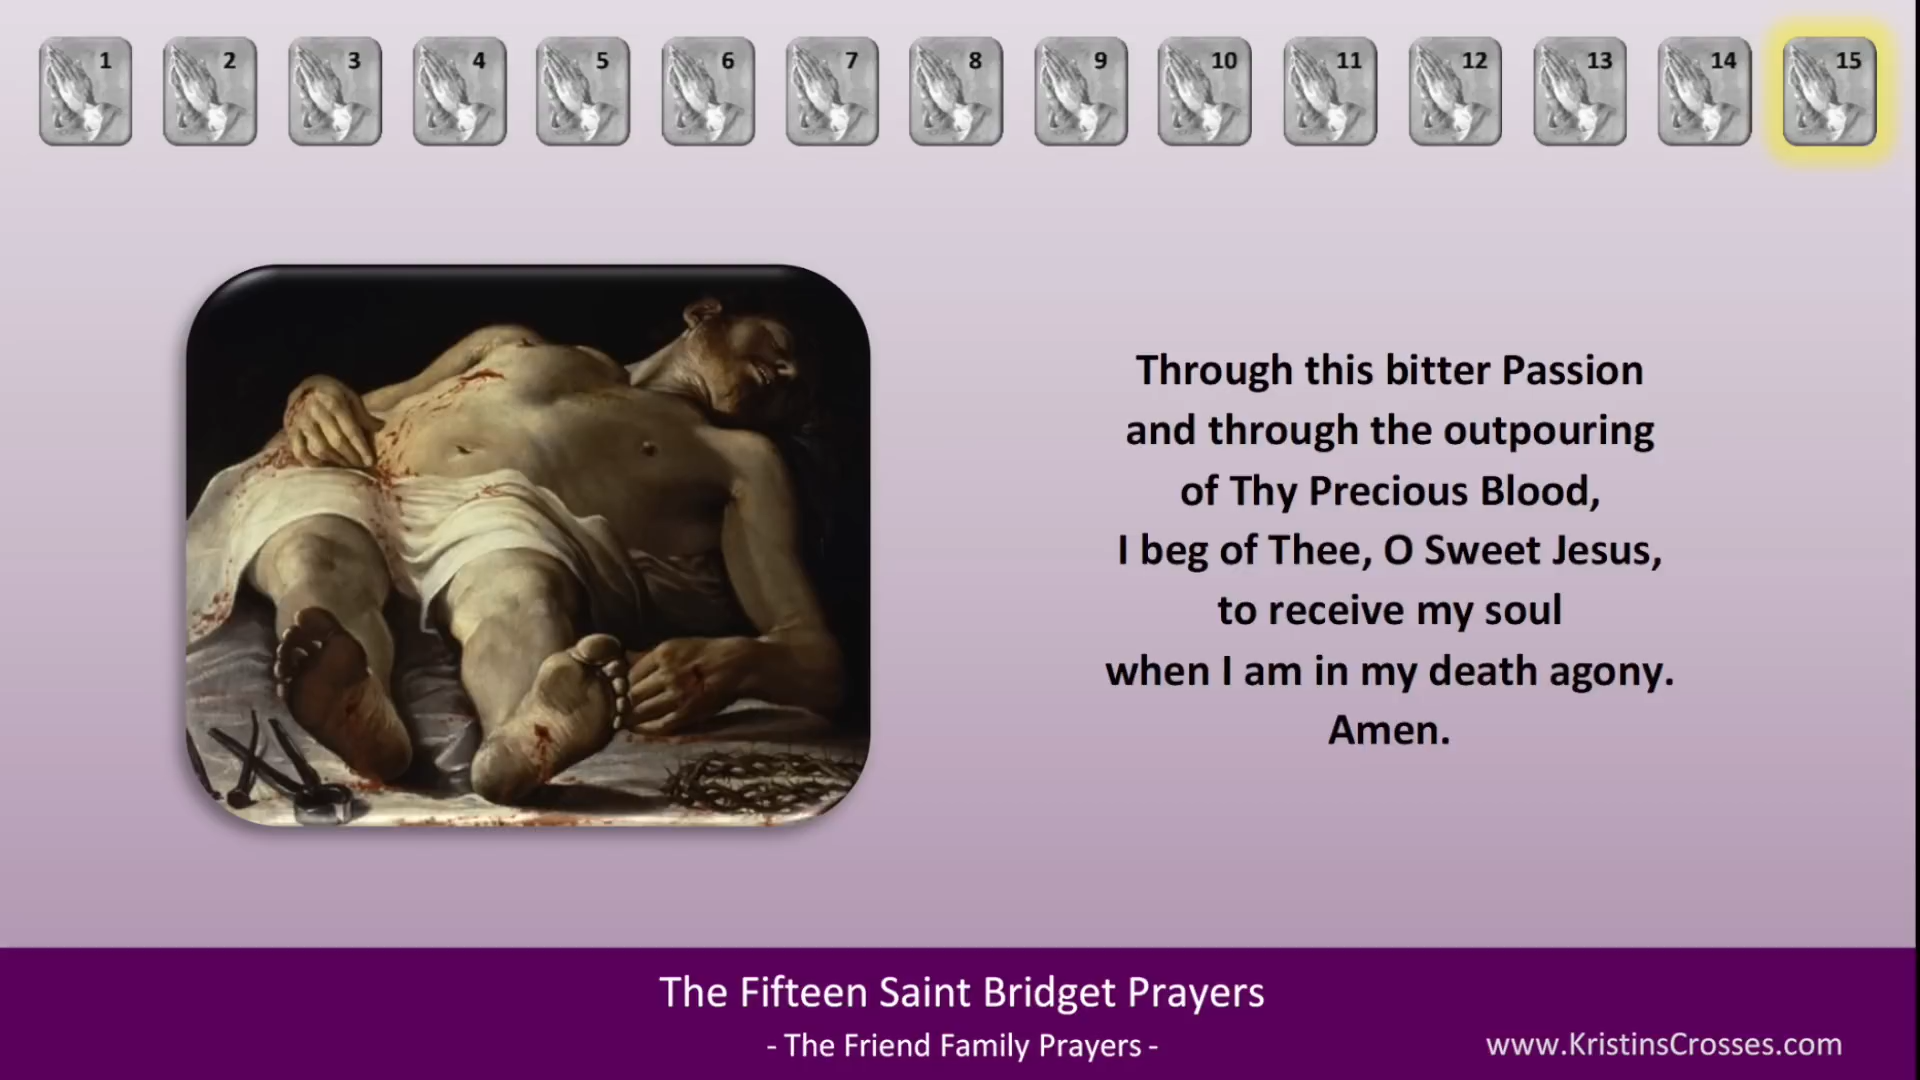 1 2 3 4 5 6 7 8 9 10 11 12 13 14 15
Through this bitter Passion
and through the outpouring
of Thy Precious Blood,
I beg of Thee, O Sweet Jesus,
to receive my soul
when I am in my death agony.
Amen.
The Fifteen Saint Bridget Prayers
- The Friend Family Prayers -
www.KristinsCrosses.com